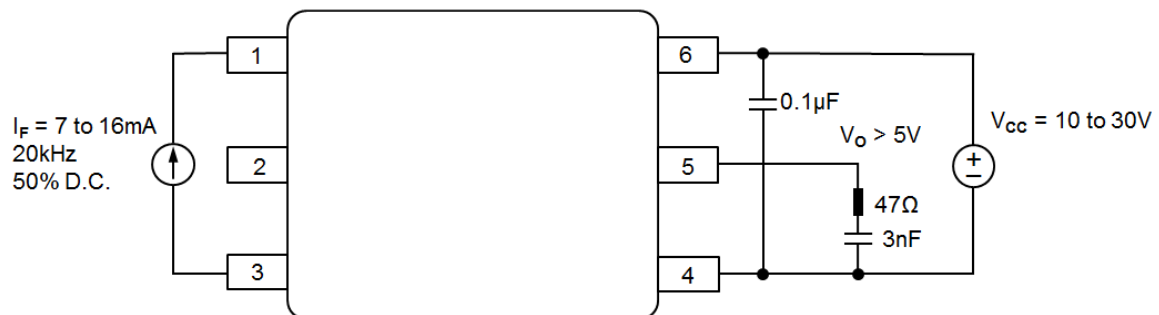 1
6
0.1µF
I_F = 7 to 16mA
20kHz
50% D.C.
V_CC = 10 to 30V
V_o > 5V
2
5
+
−
47Ω
3nF
3
4